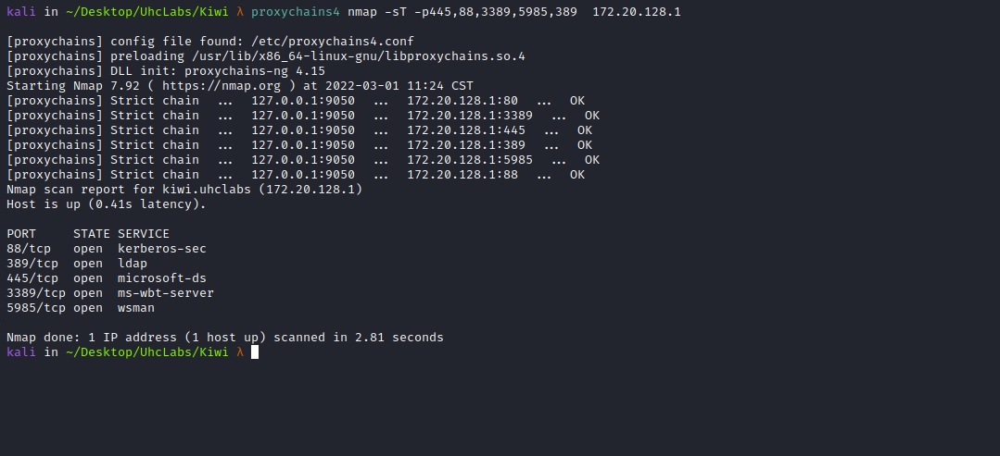 kali in ~/Desktop/UhcLabs/Kiwi λ proxychains4 nmap -sT -p445,88,3389,5985,389  172.20.128.1
[proxychains] config file found: /etc/proxychains4.conf
[proxychains] preloading /usr/lib/x86_64-linux-gnu/libproxychains.so.4
[proxychains] DLL init: proxychains-ng 4.15
Starting Nmap 7.92 ( https://nmap.org ) at 2022-03-01 11:24 CST
[proxychains] Strict chain  ...  127.0.0.1:9050  ...  172.20.128.1:80  ...  OK
[proxychains] Strict chain  ...  127.0.0.1:9050  ...  172.20.128.1:3389  ...  OK
[proxychains] Strict chain  ...  127.0.0.1:9050  ...  172.20.128.1:445  ...  OK
[proxychains] Strict chain  ...  127.0.0.1:9050  ...  172.20.128.1:389  ...  OK
[proxychains] Strict chain  ...  127.0.0.1:9050  ...  172.20.128.1:5985  ...  OK
[proxychains] Strict chain  ...  127.0.0.1:9050  ...  172.20.128.1:88  ...  OK
Nmap scan report for kiwi.uhclabs (172.20.128.1)
Host is up (0.41s latency).
PORT     STATE SERVICE
88/tcp   open  kerberos-sec
389/tcp  open  ldap
445/tcp  open  microsoft-ds
3389/tcp open  ms-wbt-server
5985/tcp open  wsman
Nmap done: 1 IP address (1 host up) scanned in 2.81 seconds
kali in ~/Desktop/UhcLabs/Kiwi λ